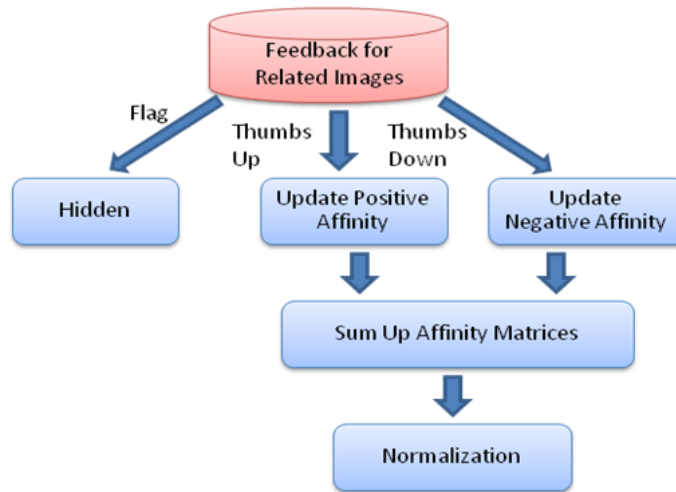 Feedback for
Related Images
Flag
Thumbs
Up
Thumbs
Down
Hidden
Update Positive
Affinity
Update
Negative Affinity
Sum Up Affinity Matrices
Normalization